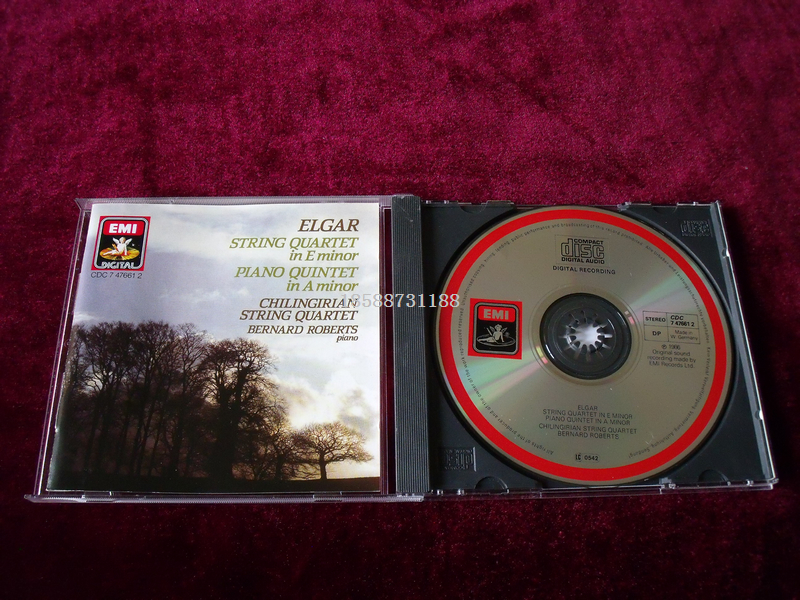 EMI
DIGITAL
CDC 7 47661 2
ELGAR
STRING QUARTET
in E minor
PIANO QUINTET
in A minor
CHILINGIRIAN
STRING QUARTET
BERNARD ROBERTS
piano
13588731188
COMPACT
disc
DIGITAL AUDIO
DIGITAL RECORDING
EMI
STEREO
CDC
7 47661 2
DP
Made in
W. Germany
℗ 1986
Original sound
recording made by
EMI Records Ltd.
ELGAR
STRING QUARTET IN E MINOR
PIANO QUINTET IN A MINOR
CHILINGIRIAN STRING QUARTET
BERNARD ROBERTS
0542